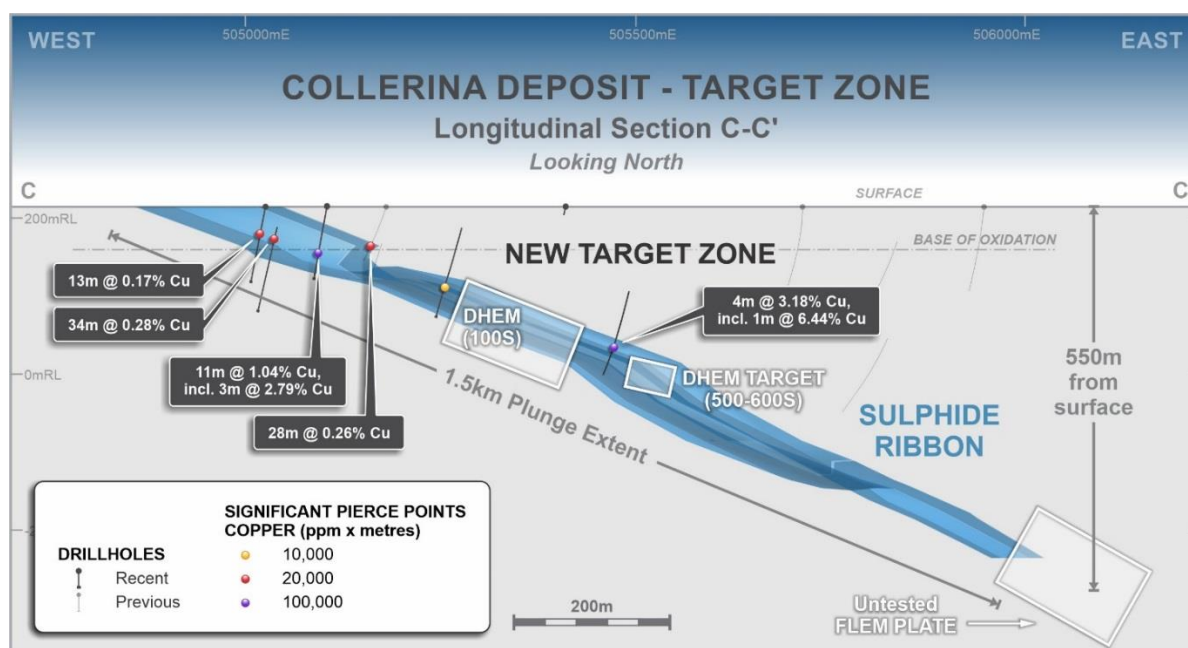 WEST
505000mE
505500mE
506000mE
EAST
COLLERINA DEPOSIT - TARGET ZONE
Longitudinal Section C-C'
Looking North
C
SURFACE
C
200mRL
BASE OF OXIDATION
NEW TARGET ZONE
13m @ 0.17% Cu
34m @ 0.28% Cu
11m @ 1.04% Cu,
incl. 3m @ 2.79% Cu
28m @ 0.26% Cu
DHEM
(100S)
4m @ 3.18% Cu,
incl. 1m @ 6.44% Cu
0mRL
DHEM TARGET
(500-600S)
550m
from
surface
1.5km Plunge Extent
SULPHIDE
RIBBON
SIGNIFICANT PIERCE POINTS
COPPER (ppm x metres)
DRILLHOLES
10,000
Recent
20,000
Previous
100,000
200m
Untested
FLEM PLATE